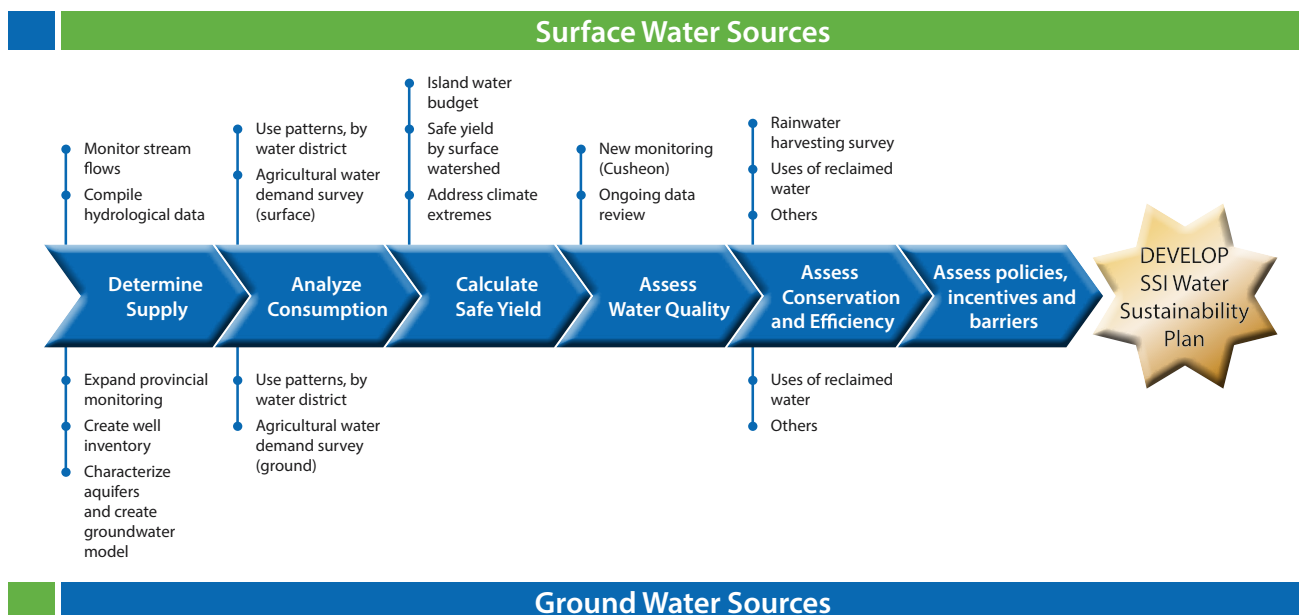 Surface Water Sources
Monitor stream
flows
Compile
hydrological data
Use patterns, by
water district
Agricultural water
demand survey
(surface)
Island water
budget
Safe yield
by surface
watershed
Address climate
extremes
New monitoring
(Cusheon)
Ongoing data
review
Rainwater
harvesting survey
Uses of reclaimed
water
Others
Determine
Supply
Analyze
Consumption
Calculate
Safe Yield
Assess
Water Quality
Assess
Conservation
and Efficiency
Assess policies,
incentives and
barriers
DEVELOP
SSI Water
Sustainability
Plan
Expand provincial
monitoring
Create well
inventory
Characterize
aquifers
and create
groundwater
model
Use patterns, by
water district
Agricultural water
demand survey
(ground)
Uses of reclaimed
water
Others
Ground Water Sources